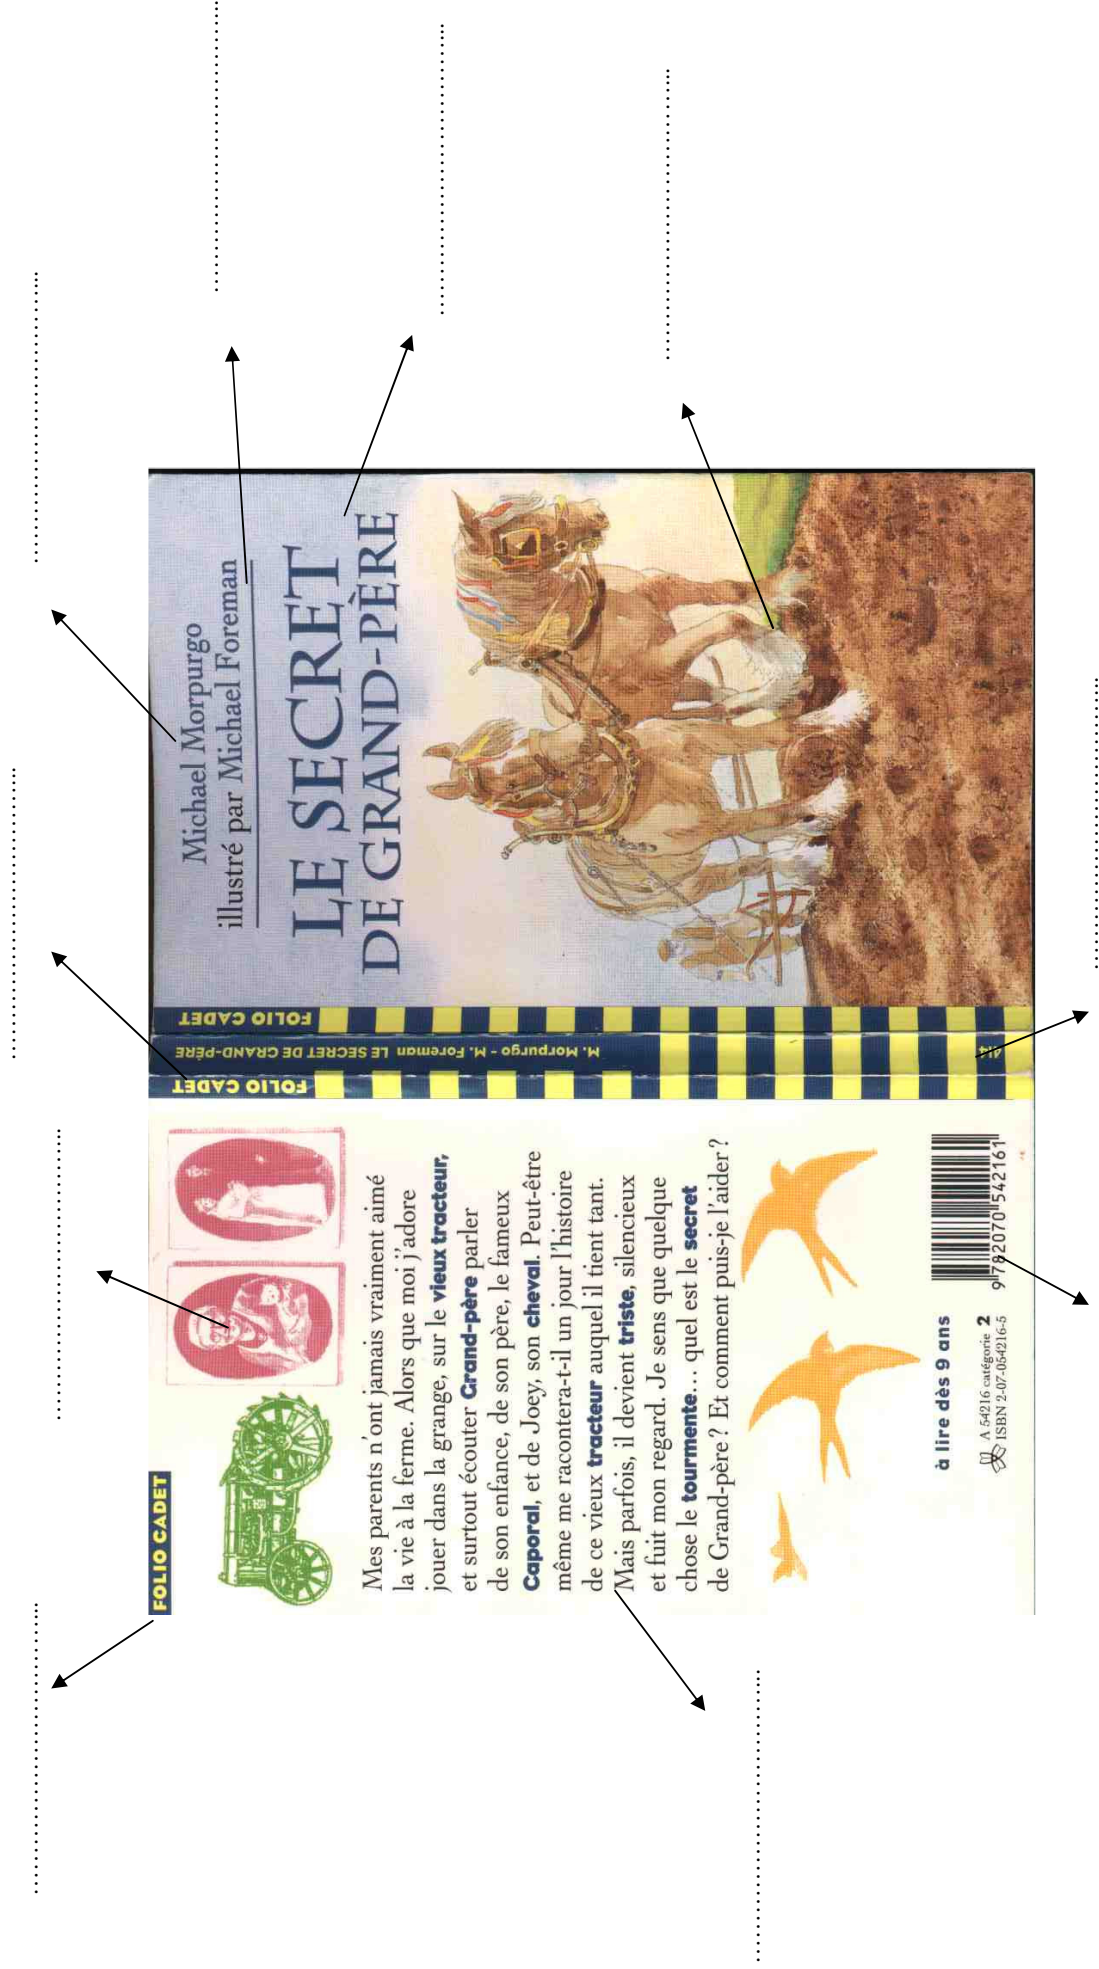 FOLIO CADET
Mes parents n'ont jamais vraiment aimé
la vie à la ferme. Alors que moi j'adore
jouer dans la grange, sur le vieux tracteur,
et surtout écouter Grand-père parler
de son enfance, de son père, le fameux
Caporal, et de Joey, son cheval. Peut-être
même me racontera-t-il un jour l'histoire
de ce vieux tracteur auquel il tient tant.
Mais parfois, il devient triste, silencieux
et fuit mon regard. Je sens que quelque
chose le tourmente... quel est le secret
de Grand-père ? Et comment puis-je l'aider ?
à lire dès 9 ans
A 54216 catégorie 2
ISBN 2-07-054216-5
9 782070 542161
FOLIO CADET
M. Morpurgo - M. Foreman LE SECRET DE GRAND-PÈRE
414
FOLIO CADET
Michael Morpurgo
illustré par Michael Foreman
LE SECRET
DE GRAND-PÈRE